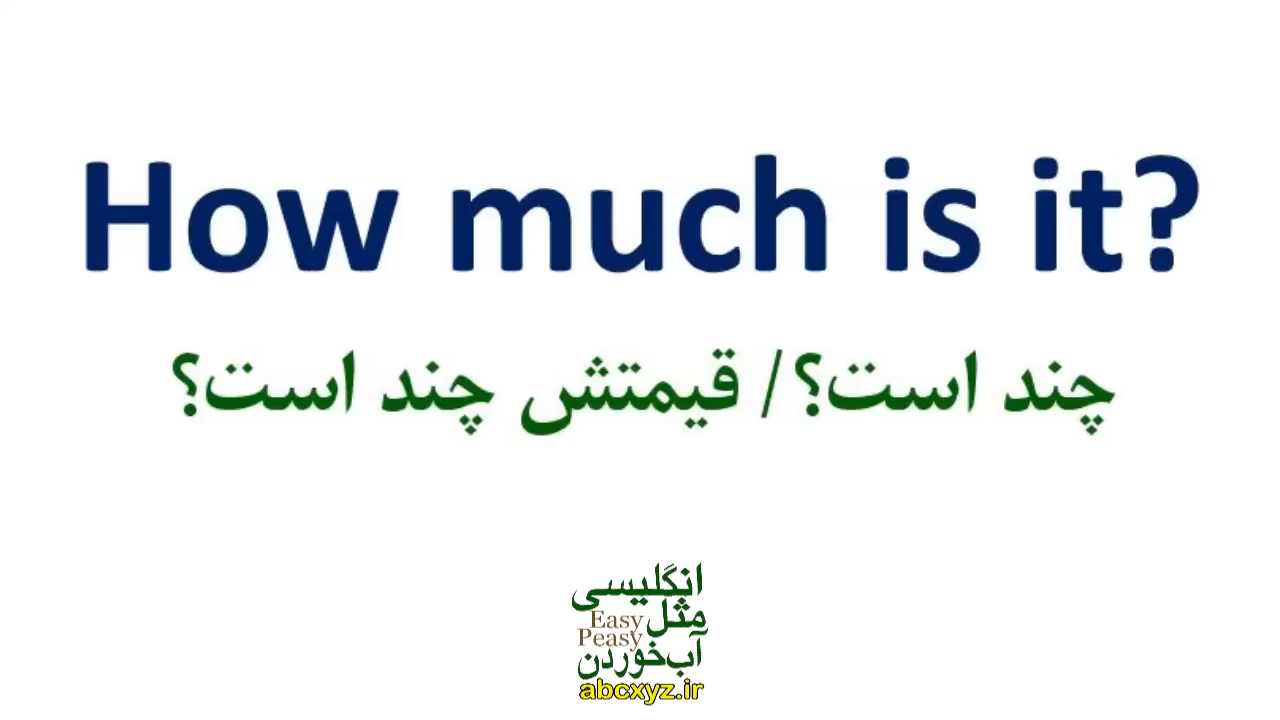 How much is it?
چند است؟/ قیمتش چند است؟
انگلیسی
مثل Easy
Peasy
آب‌خوردن
abcxyz.ir